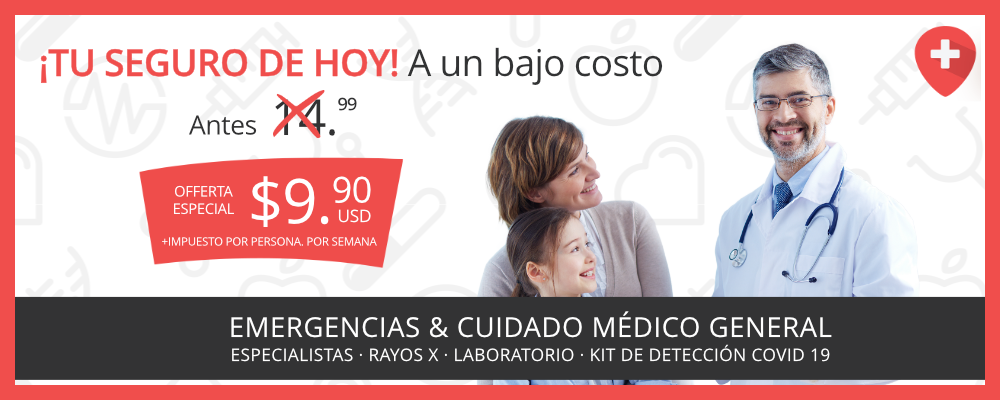 ¡TU SEGURO DE HOY! A un bajo costo
Antes 14.99
OFFERTA ESPECIAL $9.90 USD
+IMPUESTO POR PERSONA. POR SEMANA
EMERGENCIAS & CUIDADO MÉDICO GENERAL
ESPECIALISTAS · RAYOS X · LABORATORIO · KIT DE DETECCIÓN COVID 19